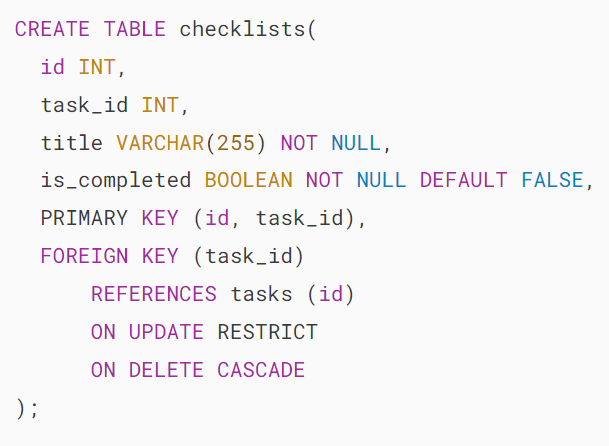 CREATE TABLE checklists(
  id INT,
  task_id INT,
  title VARCHAR(255) NOT NULL,
  is_completed BOOLEAN NOT NULL DEFAULT FALSE,
  PRIMARY KEY (id, task_id),
  FOREIGN KEY (task_id)
      REFERENCES tasks (id)
      ON UPDATE RESTRICT
      ON DELETE CASCADE
);